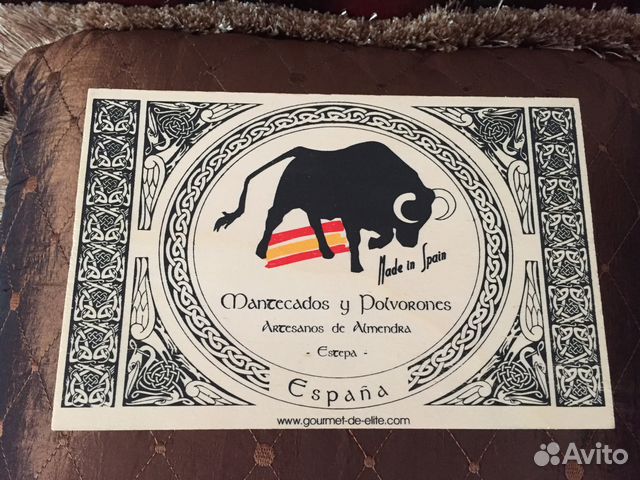 Made in Spain
Mantecados y Polvorones
Artesanos de Almendra
- Estepa -
España
www.gourmet-de-elite.com
Avito